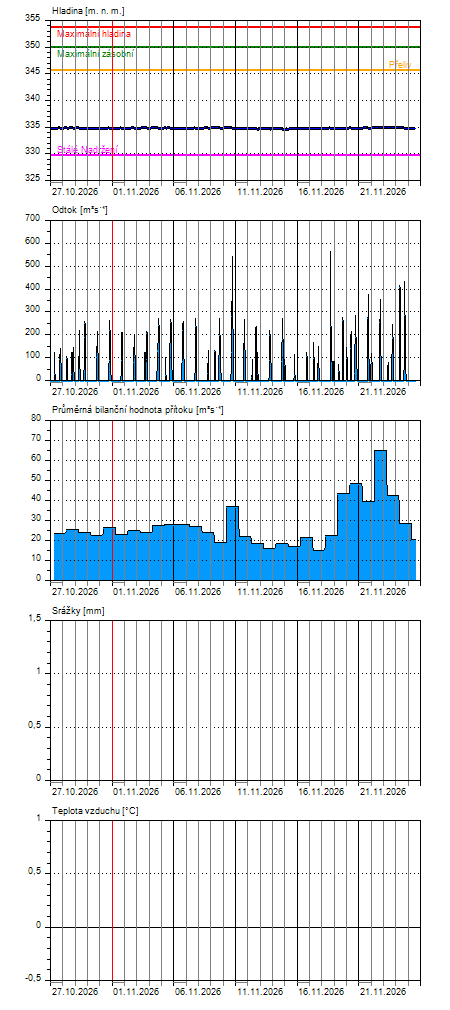 Hladina [m. n. m.]
355
Maximální hladina
350
Maximální zásobní
345
Přeliv
340
335
330
Stálé Nadržení
325
27.10.2026 01.11.2026 06.11.2026 11.11.2026 16.11.2026 21.11.2026
Odtok [m³s⁻¹]
700
600
500
400
300
200
100
0
27.10.2026 01.11.2026 06.11.2026 11.11.2026 16.11.2026 21.11.2026
Průměrná bilanční hodnota přítoku [m³s⁻¹]
80
70
60
50
40
30
20
10
0
27.10.2026 01.11.2026 06.11.2026 11.11.2026 16.11.2026 21.11.2026
Srážky [mm]
1,5
1
0,5
0
27.10.2026 01.11.2026 06.11.2026 11.11.2026 16.11.2026 21.11.2026
Teplota vzduchu [°C]
1
0,5
0
-0,5
27.10.2026 01.11.2026 06.11.2026 11.11.2026 16.11.2026 21.11.2026